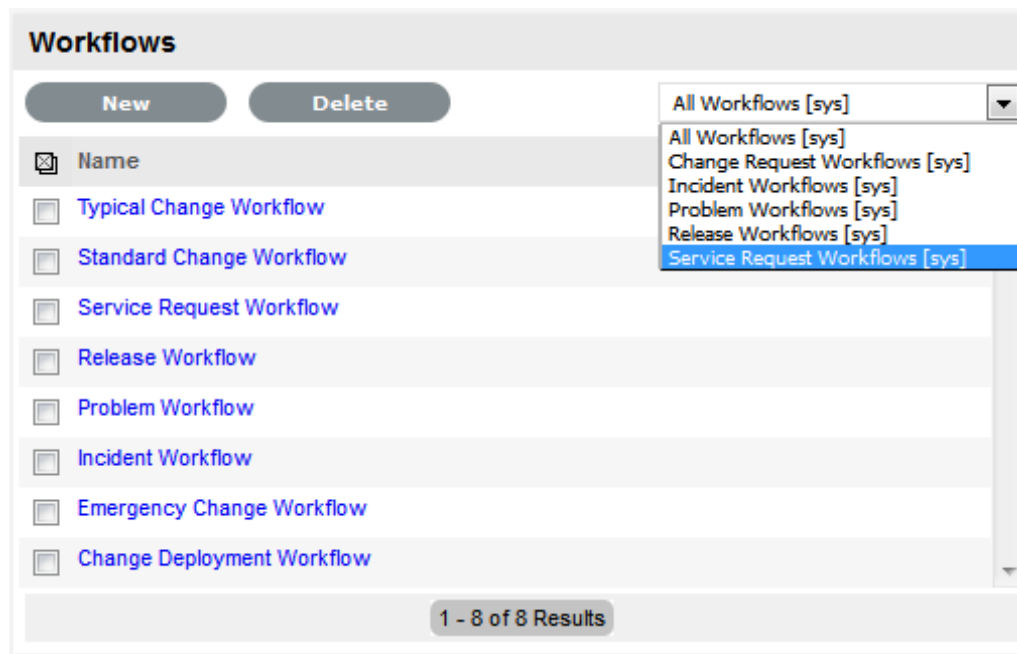 Workflows
New Delete All Workflows [sys]
All Workflows [sys]
Change Request Workflows [sys]
Incident Workflows [sys]
Problem Workflows [sys]
Release Workflows [sys]
Service Request Workflows [sys]
Name
Typical Change Workflow
Standard Change Workflow
Service Request Workflow
Release Workflow
Problem Workflow
Incident Workflow
Emergency Change Workflow
Change Deployment Workflow
1 - 8 of 8 Results